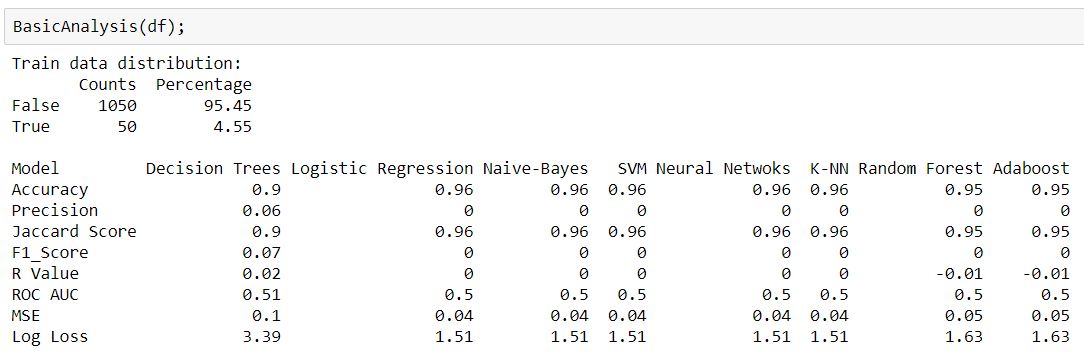 BasicAnalysis(df);
Train data distribution:
Counts Percentage
False 1050 95.45
True 50 4.55
Model Decision Trees Logistic Regression Naive-Bayes SVM Neural Netwoks K-NN Random Forest Adaboost
Accuracy 0.9 0.96 0.96 0.96 0.96 0.96 0.95 0.95
Precision 0.06 0 0 0 0 0 0 0
Jaccard Score 0.9 0.96 0.96 0.96 0.96 0.96 0.95 0.95
F1_Score 0.07 0 0 0 0 0 0 0
R Value 0.02 0 0 0 0 0 -0.01 -0.01
ROC AUC 0.51 0.5 0.5 0.5 0.5 0.5 0.5 0.5
MSE 0.1 0.04 0.04 0.04 0.04 0.04 0.05 0.05
Log Loss 3.39 1.51 1.51 1.51 1.51 1.51 1.63 1.63